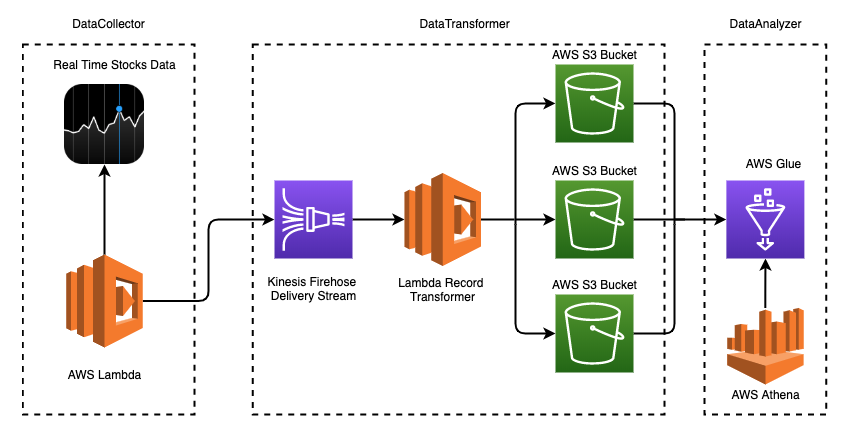 DataCollector
DataTransformer
DataAnalyzer
Real Time Stocks Data
AWS Lambda
Kinesis Firehose
Delivery Stream
Lambda Record
Transformer
AWS S3 Bucket
AWS S3 Bucket
AWS S3 Bucket
AWS Glue
AWS Athena